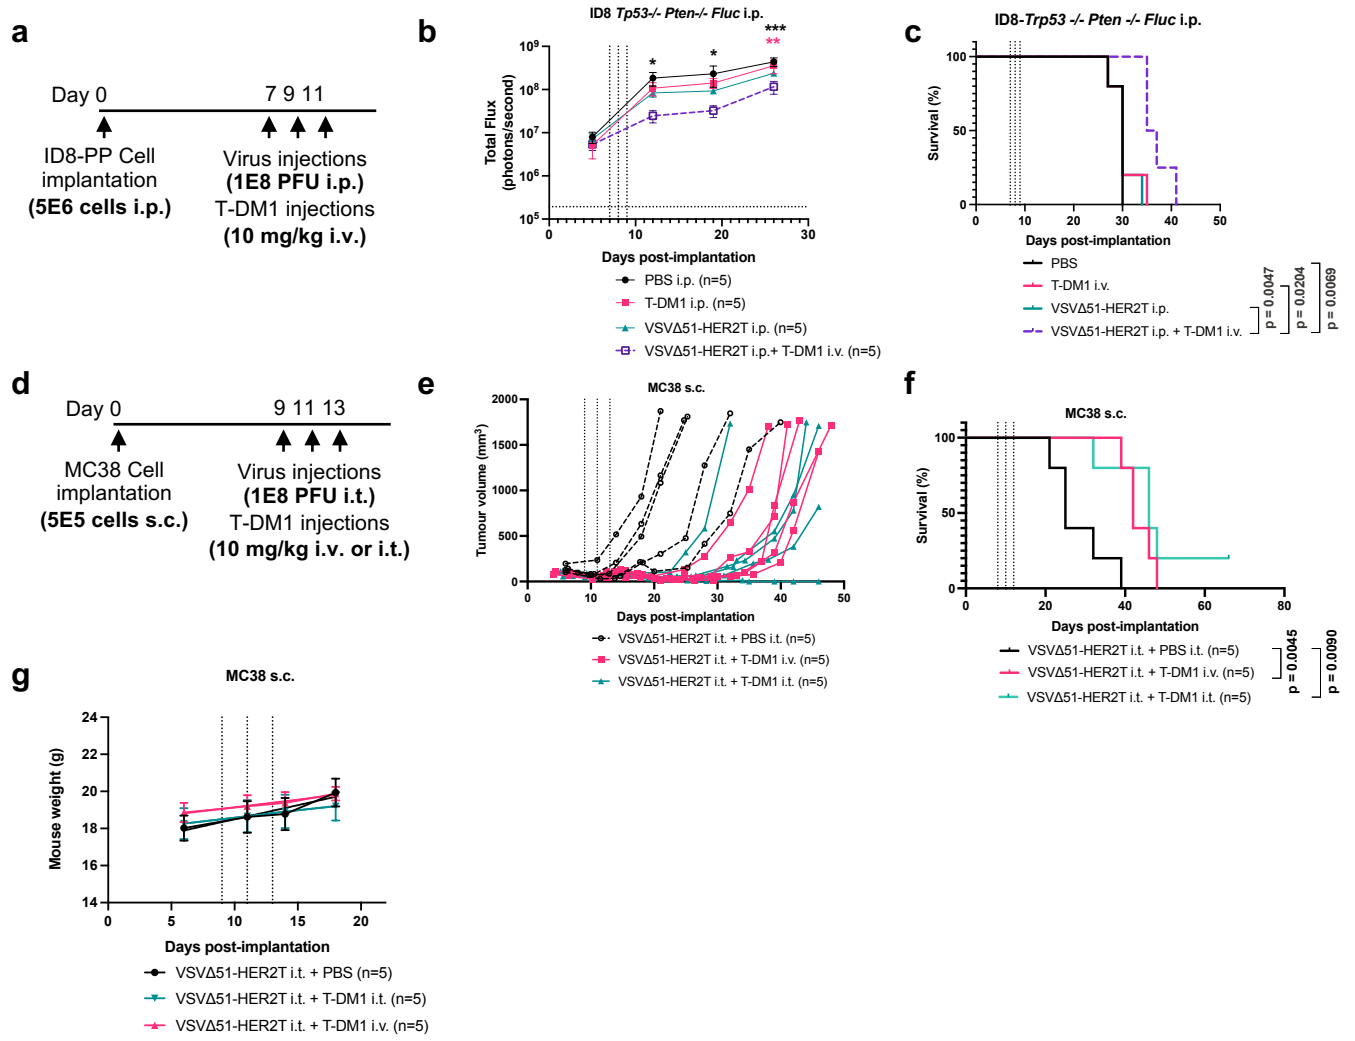 a
Day 0
7 9 11
ID8-PP Cell
implantation
(5E6 cells i.p.)
Virus injections
(1E8 PFU i.p.)
T-DM1 injections
(10 mg/kg i.v.)
b
ID8 Tp53-/- Pten-/- Fluc i.p.
Total Flux
(photons/second)
10⁹
10⁸
10⁷
10⁶
10⁵
*
*
***
**
0 10 20 30
Days post-implantation
PBS i.p. (n=5)
T-DM1 i.p. (n=5)
VSVΔ51-HER2T i.p. (n=5)
VSVΔ51-HER2T i.p.+ T-DM1 i.v. (n=5)
c
ID8-Trp53 -/- Pten -/- Fluc i.p.
Survival (%)
100
50
0
0 10 20 30 40 50
Days post-implantation
PBS
T-DM1 i.v.
VSVΔ51-HER2T i.p.
VSVΔ51-HER2T i.p. + T-DM1 i.v.
p = 0.0047
p = 0.0204
p = 0.0069
d
Day 0
9 11 13
MC38 Cell
implantation
(5E5 cells s.c.)
Virus injections
(1E8 PFU i.t.)
T-DM1 injections
(10 mg/kg i.v. or i.t.)
e
MC38 s.c.
Tumour volume (mm³)
2000
1500
1000
500
0
0 10 20 30 40 50
Days post-implantation
VSVΔ51-HER2T i.t. + PBS i.t. (n=5)
VSVΔ51-HER2T i.t. + T-DM1 i.v. (n=5)
VSVΔ51-HER2T i.t. + T-DM1 i.t. (n=5)
f
MC38 s.c.
Survival (%)
100
50
0
0 20 40 60 80
Days post-implantation
VSVΔ51-HER2T i.t. + PBS i.t. (n=5)
VSVΔ51-HER2T i.t. + T-DM1 i.v. (n=5)
VSVΔ51-HER2T i.t. + T-DM1 i.t. (n=5)
p = 0.0045
p = 0.0090
g
MC38 s.c.
Mouse weight (g)
24
22
20
18
16
14
0 5 10 15 20
Days post-implantation
VSVΔ51-HER2T i.t. + PBS (n=5)
VSVΔ51-HER2T i.t. + T-DM1 i.t. (n=5)
VSVΔ51-HER2T i.t. + T-DM1 i.v. (n=5)